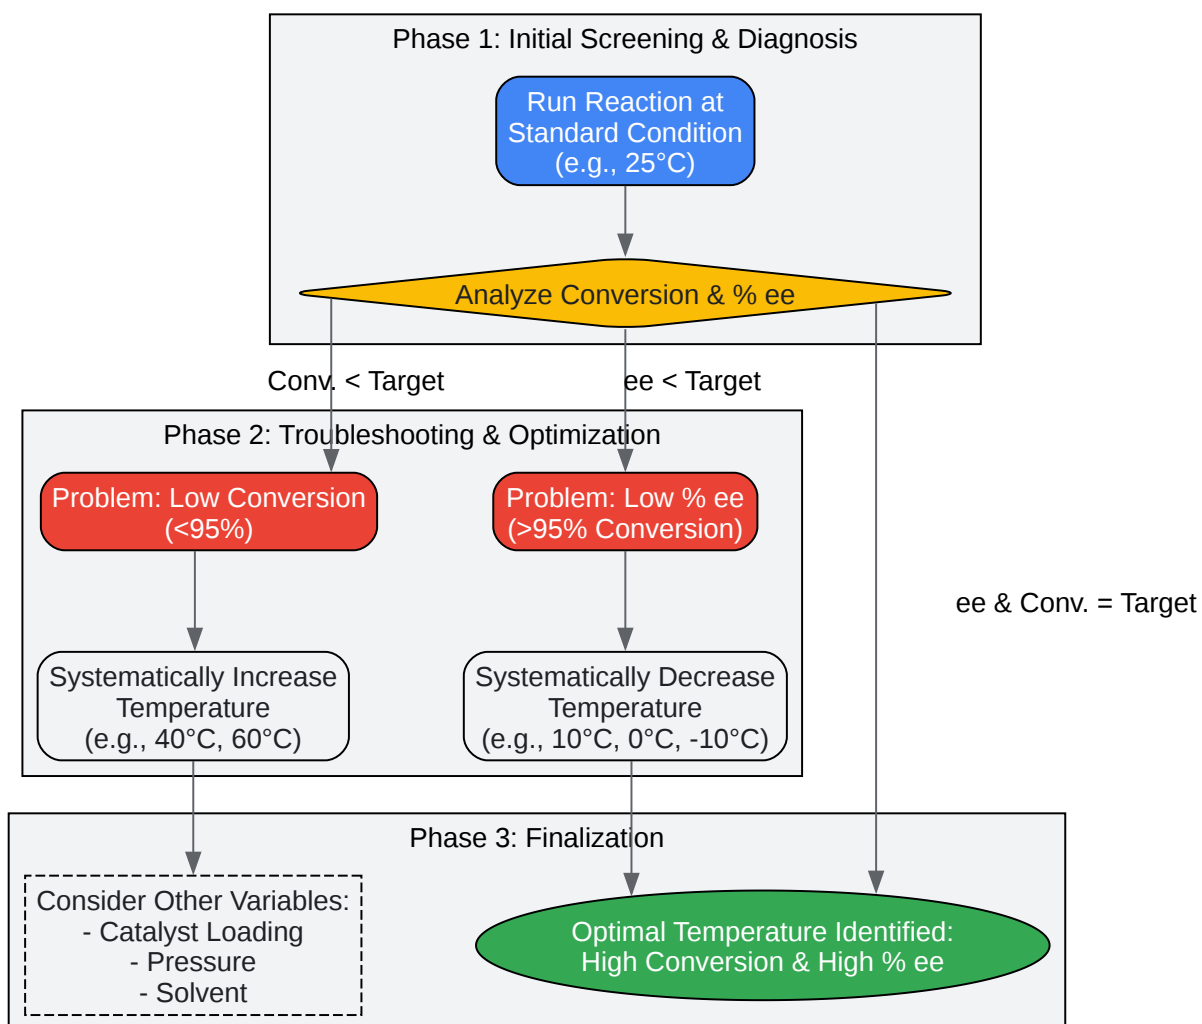 Phase 1: Initial Screening & Diagnosis
Run Reaction at
Standard Condition
(e.g., 25°C)
Analyze Conversion & % ee
Conv. < Target
ee < Target
Phase 2: Troubleshooting & Optimization
Problem: Low Conversion
(<95%)
Problem: Low % ee
(>95% Conversion)
ee & Conv. = Target
Systematically Increase
Temperature
(e.g., 40°C, 60°C)
Systematically Decrease
Temperature
(e.g., 10°C, 0°C, -10°C)
Phase 3: Finalization
Consider Other Variables:
- Catalyst Loading
- Pressure
- Solvent
Optimal Temperature Identified:
High Conversion & High % ee